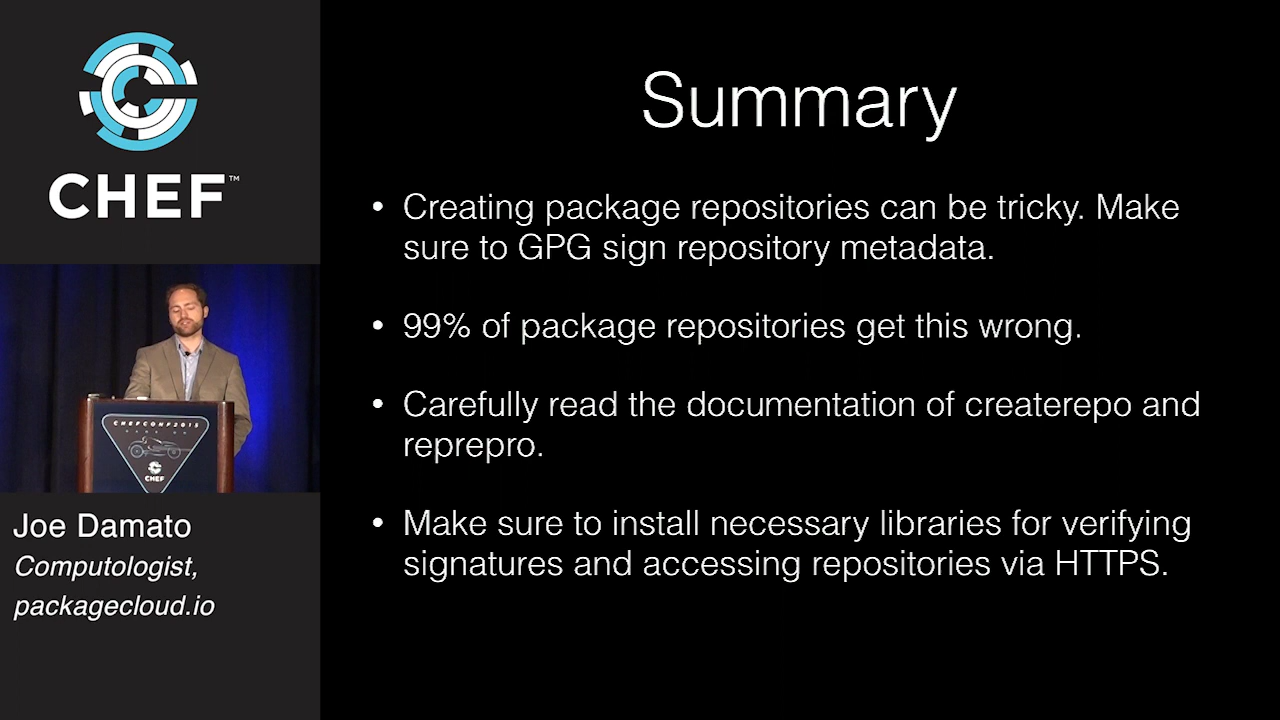 CHEF™
CHEFCONF2015
CHEF
Joe Damato
Computologist,
packagecloud.io
Summary
• Creating package repositories can be tricky. Make
sure to GPG sign repository metadata.
• 99% of package repositories get this wrong.
• Carefully read the documentation of createrepo and
reprepro.
• Make sure to install necessary libraries for verifying
signatures and accessing repositories via HTTPS.